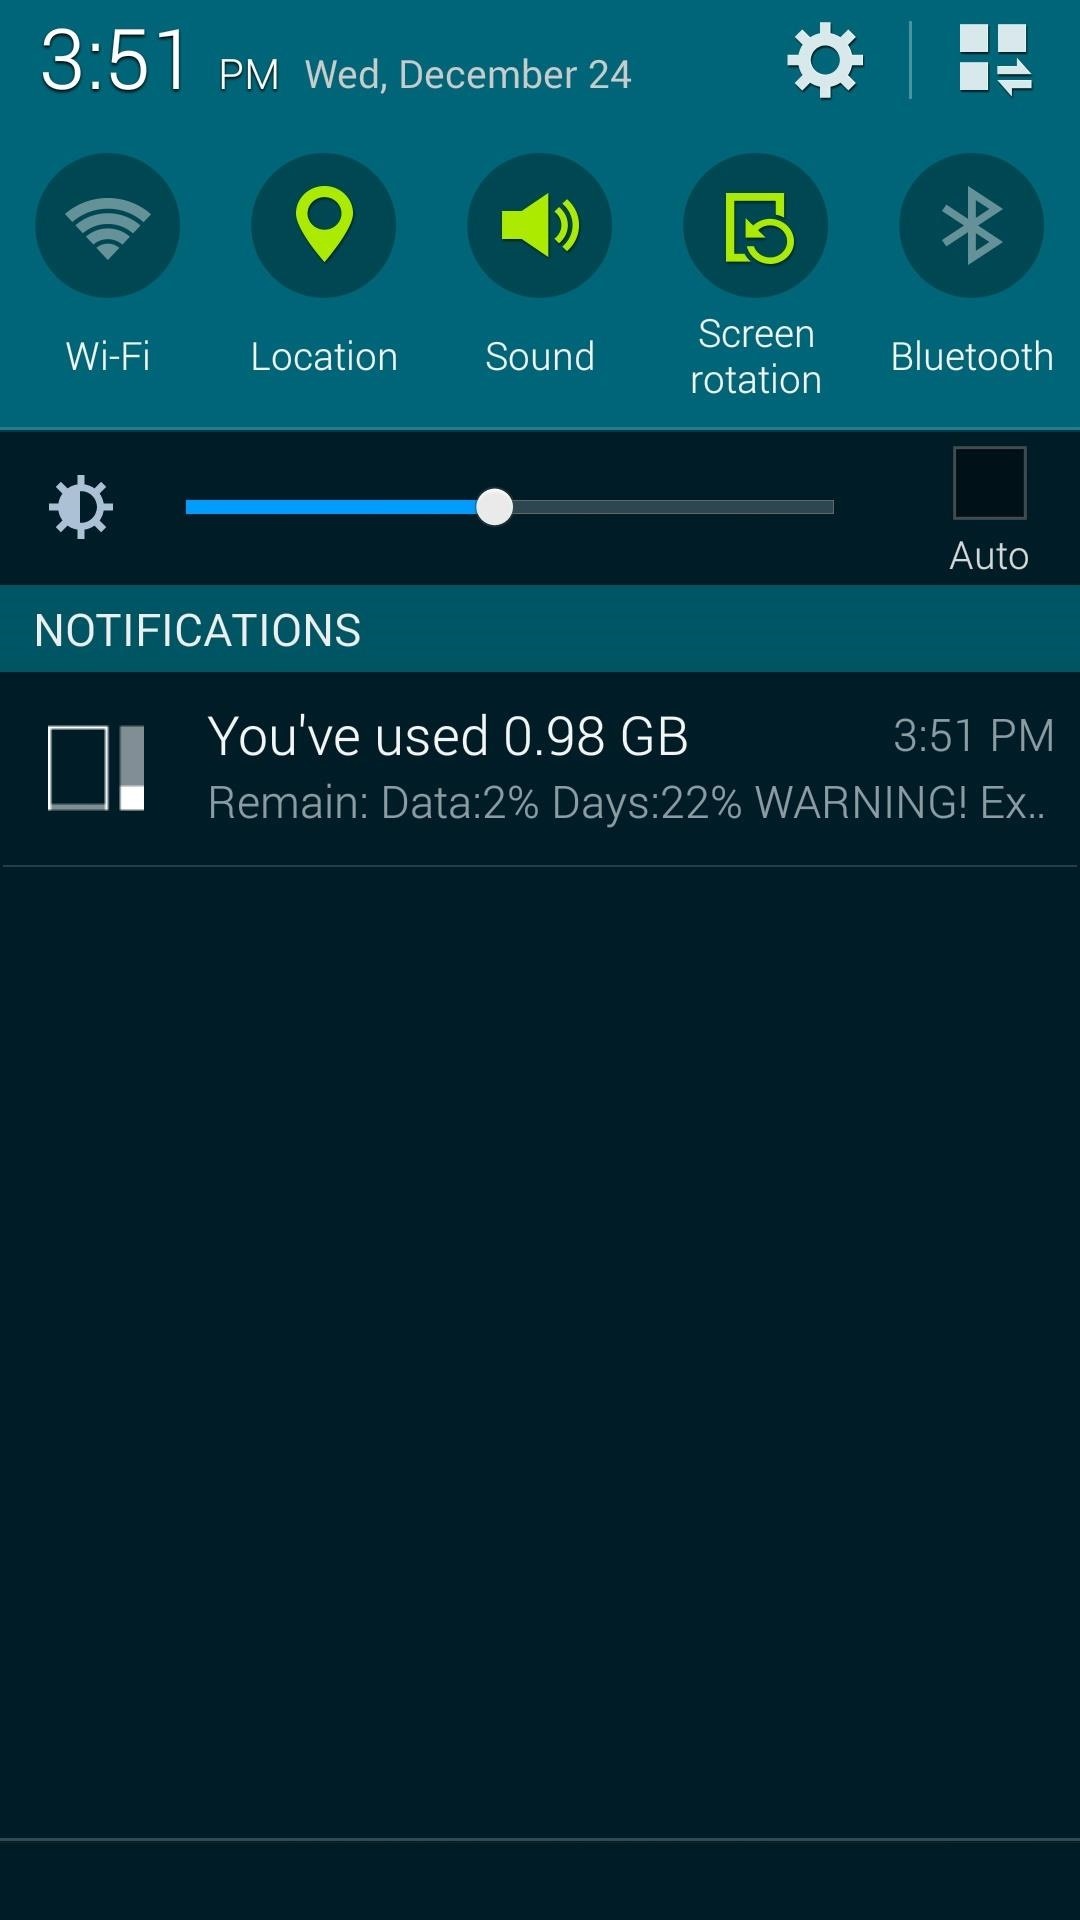 3:51 PM Wed, December 24
Wi-Fi
Location
Sound
Screen
rotation
Bluetooth
Auto
NOTIFICATIONS
You've used 0.98 GB
3:51 PM
Remain: Data:2% Days:22% WARNING! Ex..